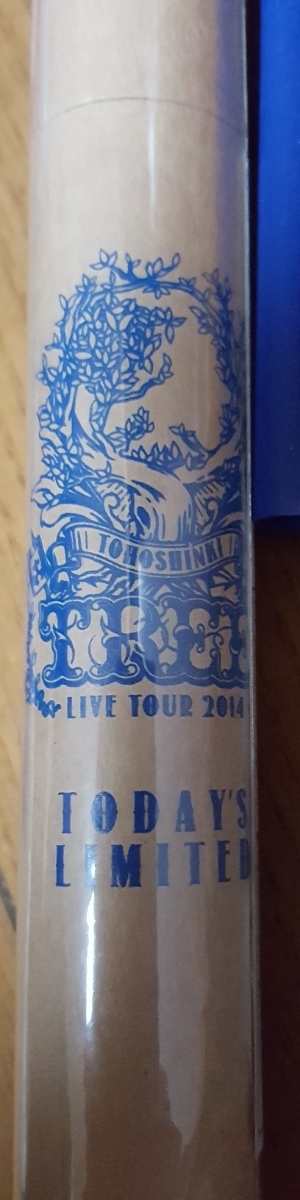 TOHOSHINKI
TREE
LIVE TOUR 2014
TODAY'S
LIMITED